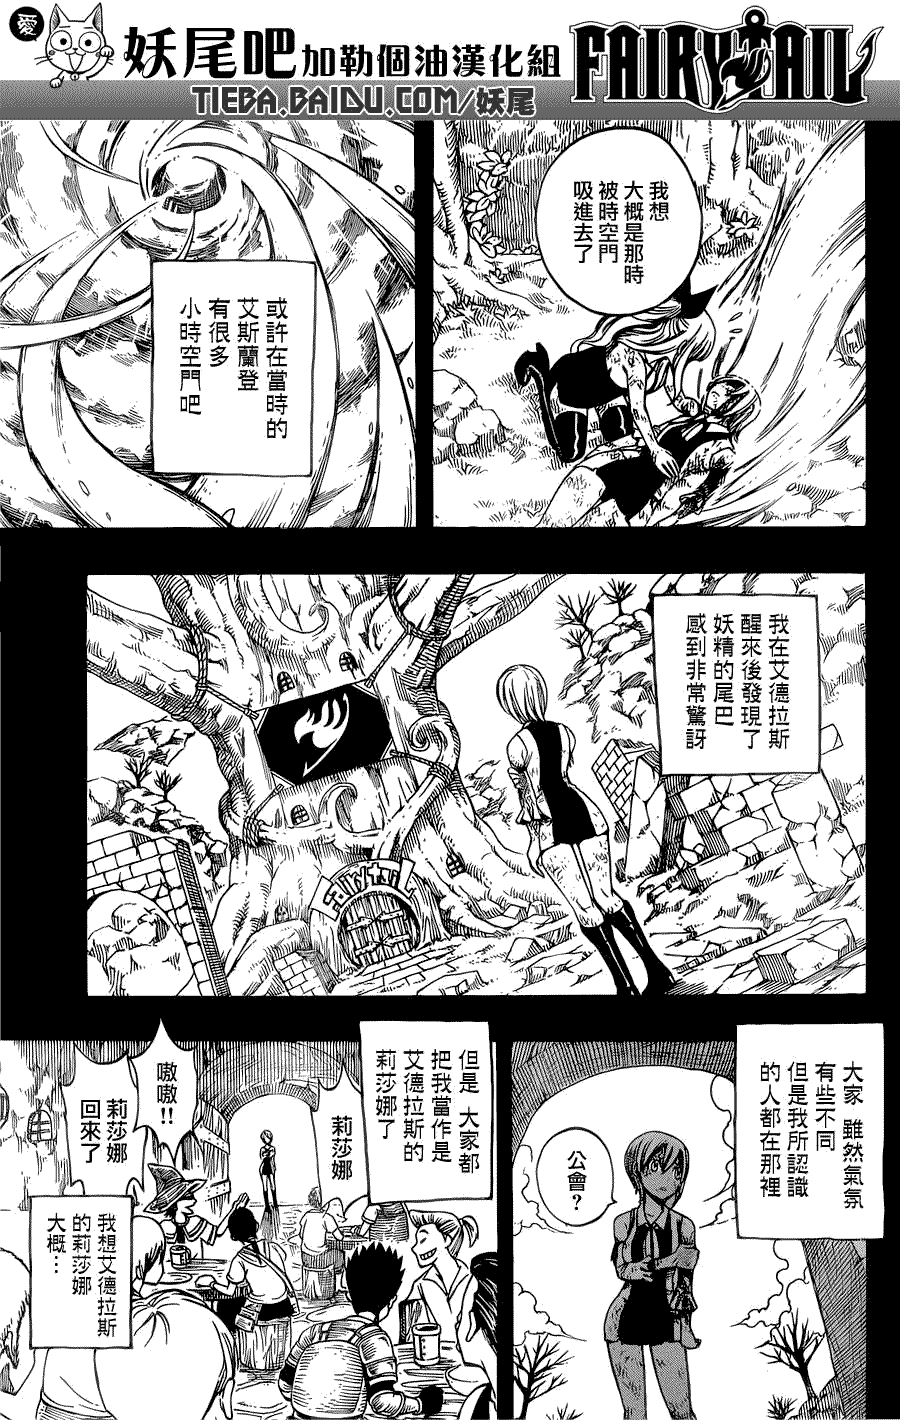 愛
妖尾吧加勒個油漢化組
FAIRY TAIL
TIEBA.BAIDU.COM/妖尾
我想
大概是那時
被時空門
吸進去了
或許在當時的
艾斯蘭登
有很多
小時空門吧
我在艾德拉斯
醒來後發現了
妖精的尾巴
感到非常驚訝
Fairy tail
大家 雖然氣氛
有些不同
但是我所認識
的人都在那裡
公會?
但是 大家都
把我當作是
艾德拉斯的
莉莎娜了
莉莎娜
嗷嗷!!
莉莎娜
回來了
我想艾德拉斯
的莉莎娜
大概…